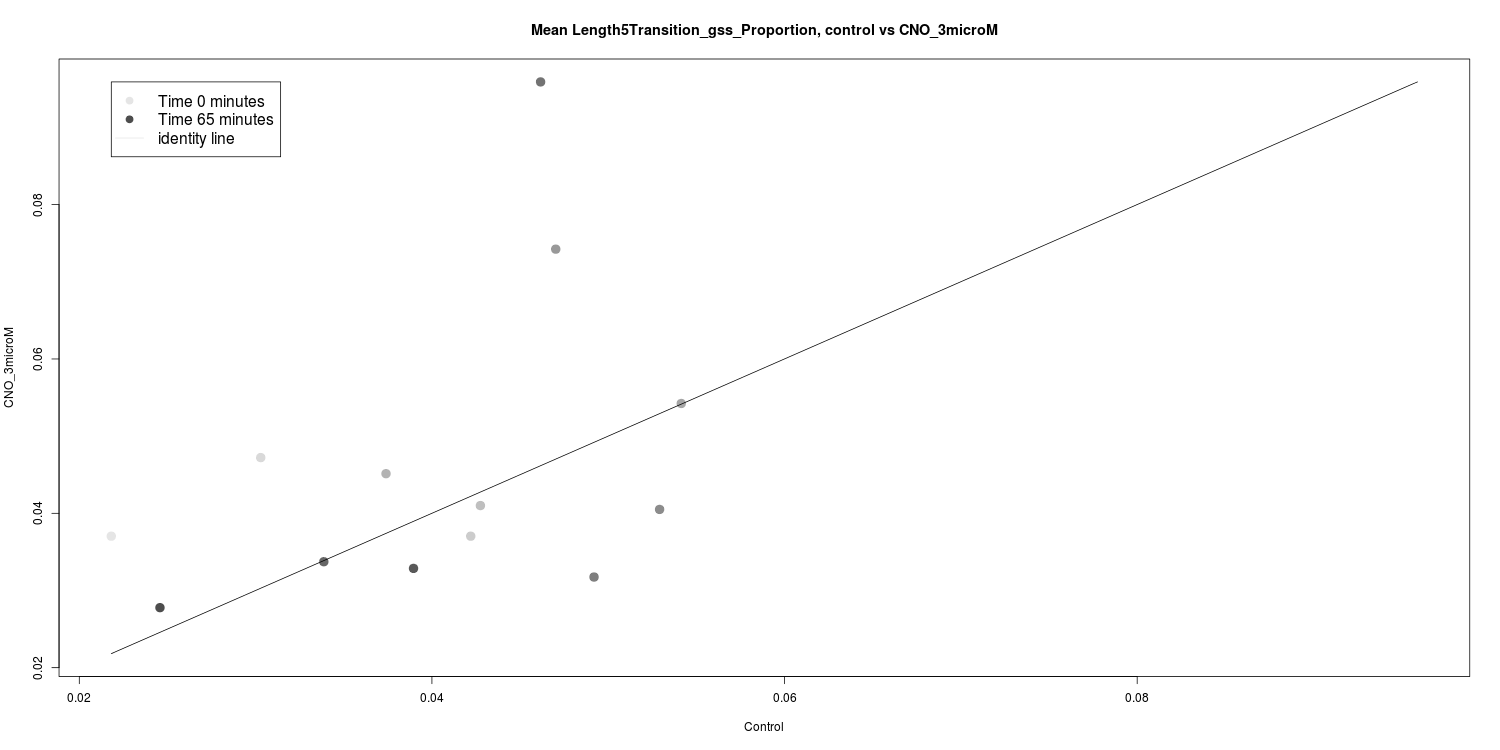 Mean Length5Transition_gss_Proportion, control vs CNO_3microM
Time 0 minutes
Time 65 minutes
identity line
CNO_3microM
0.08
0.06
0.04
0.02
0.02
0.04
0.06
0.08
Control